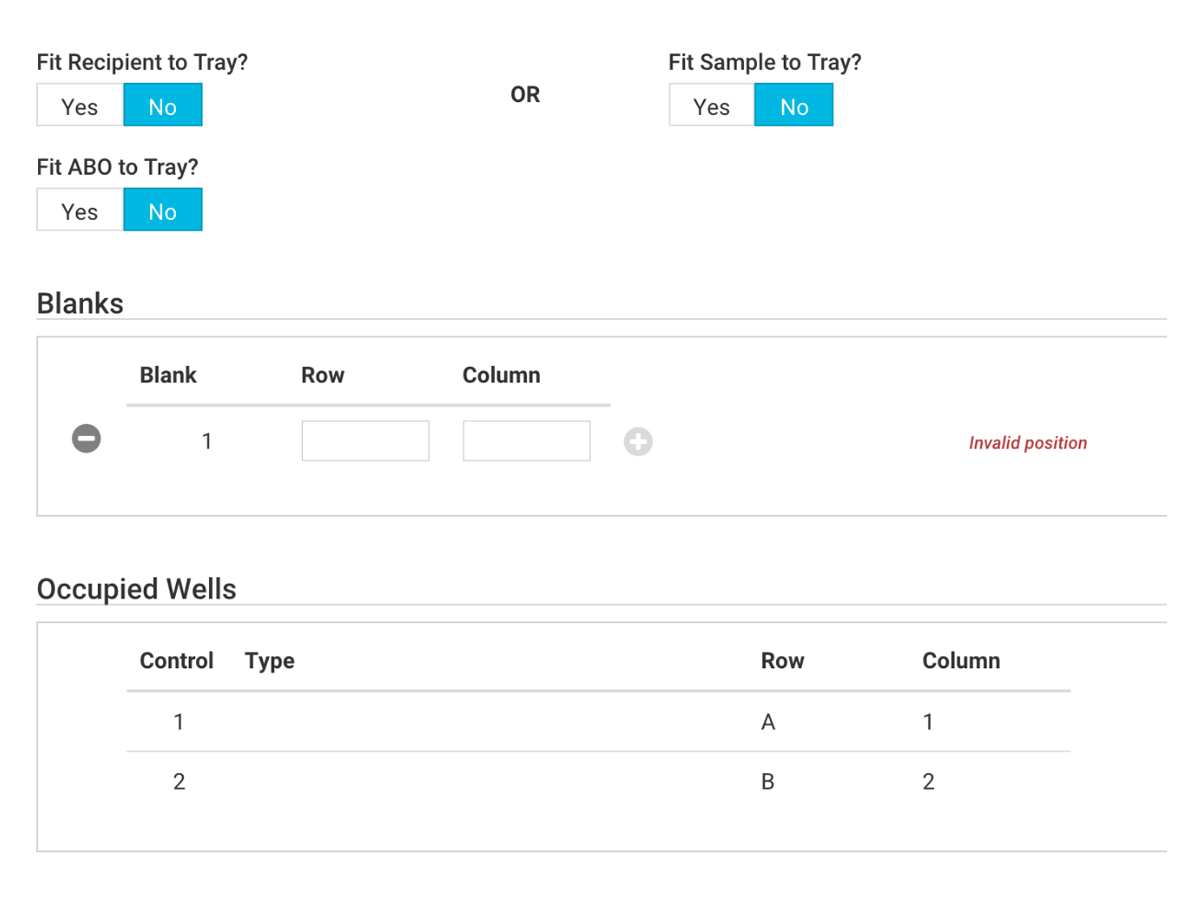 Fit Recipient to Tray?
Yes No
OR
Fit Sample to Tray?
Yes No
Fit ABO to Tray?
Yes No
Blanks
Blank Row Column
1 Invalid position
Occupied Wells
Control Type Row Column
1 A 1
2 B 2